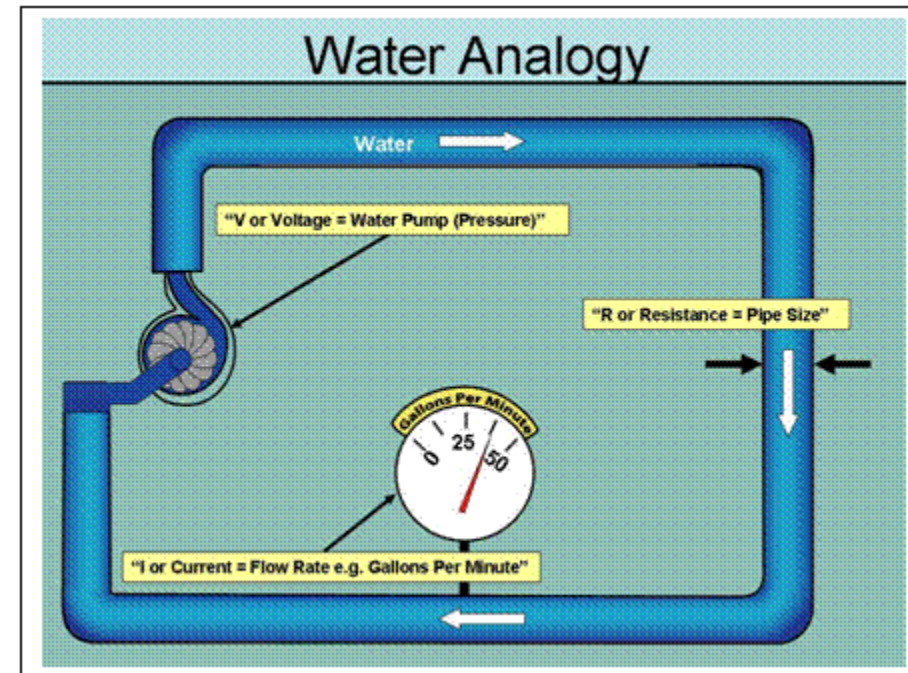 Water Analogy
Water
“V or Voltage = Water Pump (Pressure)”
“R or Resistance = Pipe Size”
Gallons Per Minute
0 25 50
“I or Current = Flow Rate e.g. Gallons Per Minute”